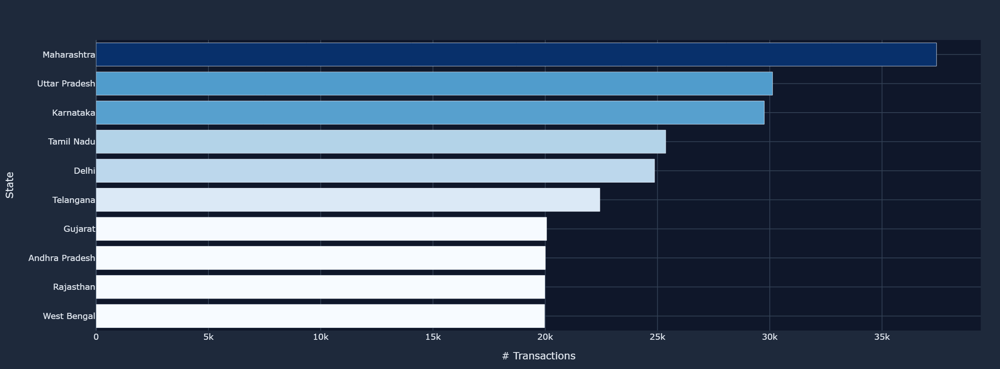 State
Maharashtra
Uttar Pradesh
Karnataka
Tamil Nadu
Delhi
Telangana
Gujarat
Andhra Pradesh
Rajasthan
West Bengal
0 5k 10k 15k 20k 25k 30k 35k
# Transactions